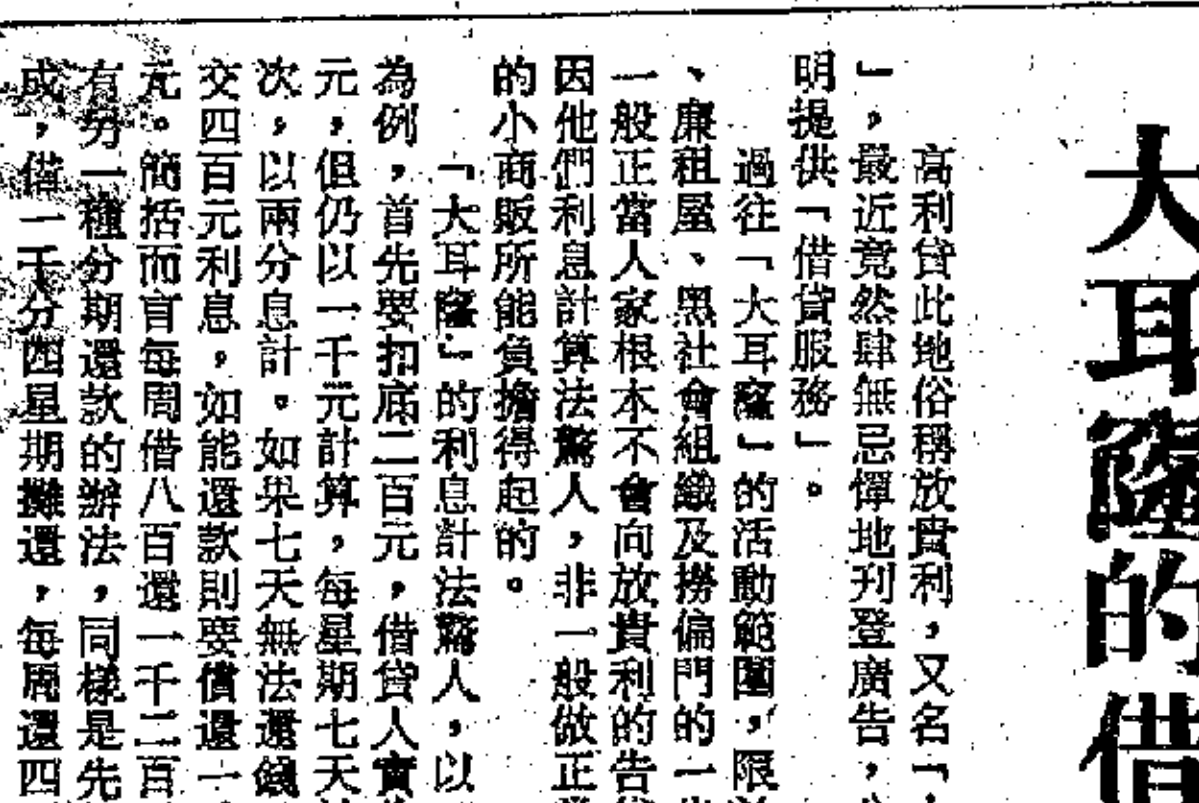 大耳窿的借
高利貸此地俗稱放貴利，又名「
」，最近竟然肆無忌憚地刋登廣告，
明提供「借貸服務」。
過往「大耳窿」的活動範圍，限
、廉租屋、黑社會組織及撈偏門的一
一般正當人家根本不會向放貴利的告
因他們利息計算法驚人，非一般做正
的小商販所能負擔得起的。
「大耳窿」的利息計法驚人，以
為例，首先要扣底二百元，借貸人實
元，但仍以一千元計算，每星期七天
次，以兩分息計。如果七天無法還錢
交四百元利息，如能還款則要償還一
元。簡括而言每周借八百還一千二百
有另一種分期還款的辦法，同樣是先
成，借一千分四星期攤還，每周還四